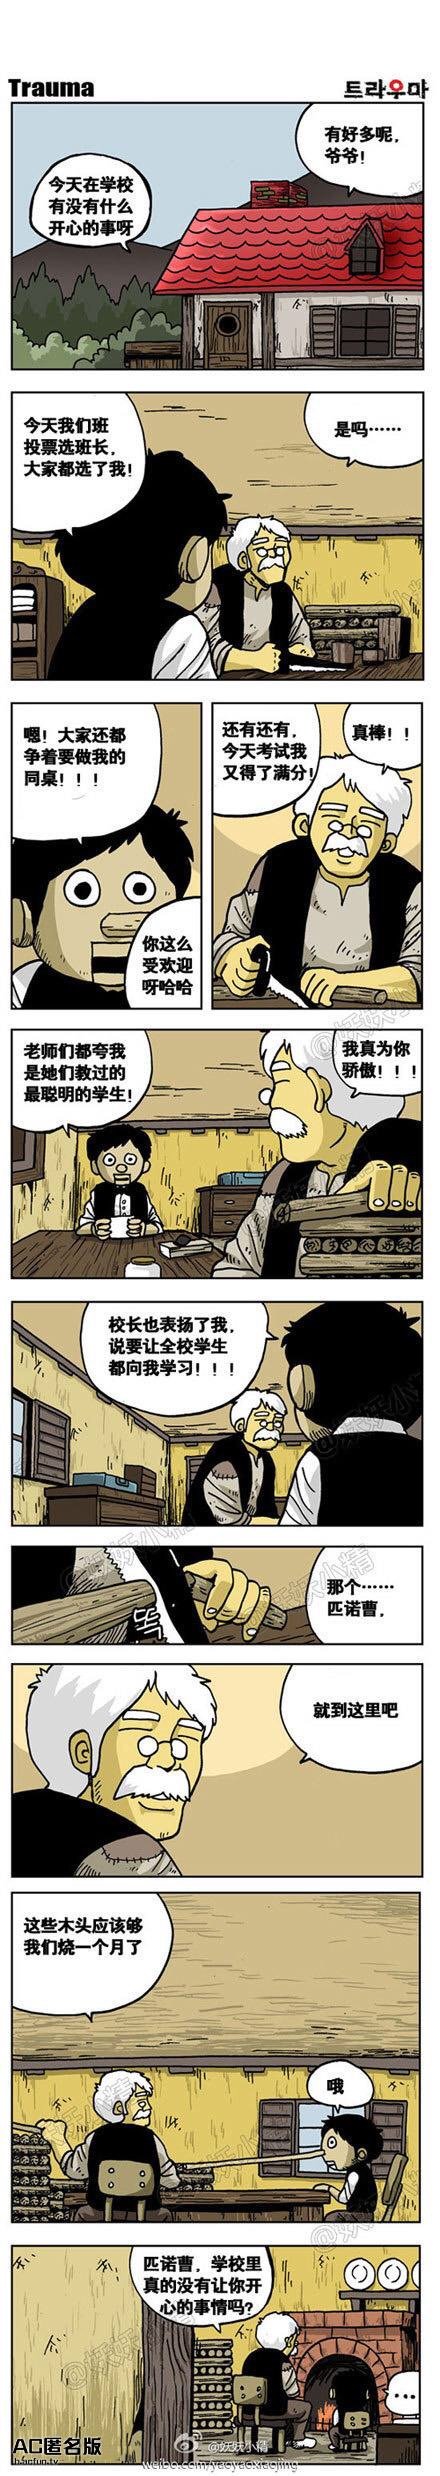 Trauma
트라우마
有好多呢，
爷爷！
今天在学校
有没有什么
开心的事呀
今天我们班
投票选班长，
大家都选了我！
是吗……
嗯！大家还都
争着要做我的
同桌！！！
你这么
受欢迎
呀哈哈
还有还有，
今天考试我
又得了满分！
真棒！！
老师们都夸我
是她们教过的
最聪明的学生！
我真为你
骄傲！！！
校长也表扬了我，
说要让全校学生
都向我学习！！！
那个……
匹诺曹，
就到这里吧
这些木头应该够
我们烧一个月了
哦
匹诺曹，学校里
真的没有让你开
心的事情吗？
…
AC匿名版
h.acfun.tv
@妖妖小精
weibo.com/yaoyaoxiaojing